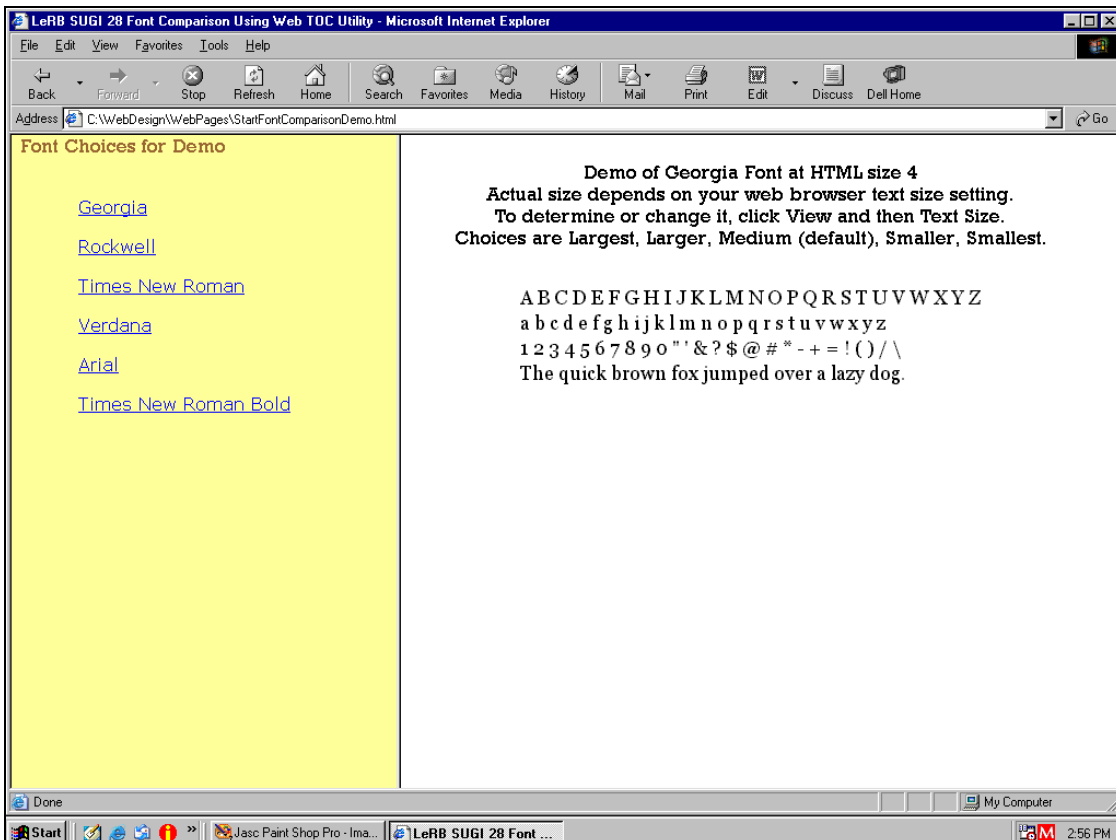 LeRB SUGI 28 Font Comparison Using Web TOC Utility - Microsoft Internet Explorer
File Edit View Favorites Tools Help
Back Forward Stop Refresh Home Search Favorites Media History Mail Print Edit Discuss Dell Home
Address C:\WebDesign\WebPages\StartFontComparisonDemo.html Go
Font Choices for Demo
Georgia
Rockwell
Times New Roman
Verdana
Arial
Times New Roman Bold
Demo of Georgia Font at HTML size 4
Actual size depends on your web browser text size setting.
To determine or change it, click View and then Text Size.
Choices are Largest, Larger, Medium (default), Smaller, Smallest.
A B C D E F G H I J K L M N O P Q R S T U V W X Y Z
a b c d e f g h i j k l m n o p q r s t u v w x y z
1 2 3 4 5 6 7 8 9 0 " ' & ? $ @ # * - + = ! ( ) / \
The quick brown fox jumped over a lazy dog.
Done My Computer
Start » Jasc Paint Shop Pro - Ima... LeRB SUGI 28 Font ... M 2:56 PM